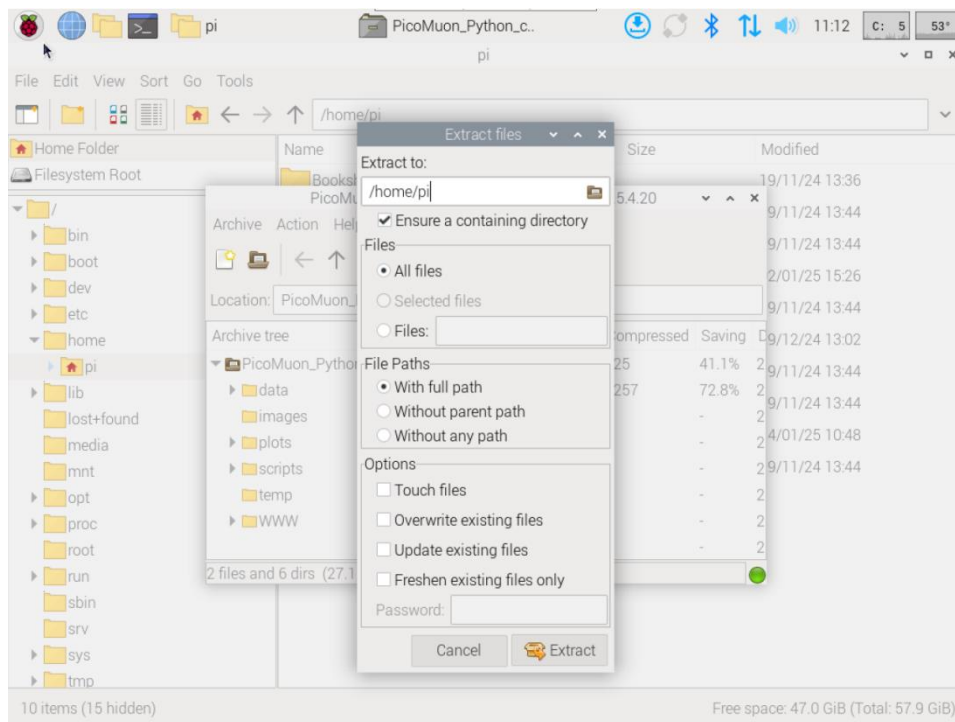 pi
PicoMuon_Python_c..
11:12
C: 5
53°
pi
File Edit View Sort Go Tools
/home/pi
Home Folder
Filesystem Root
/
bin
boot
dev
etc
home
pi
lib
lost+found
media
mnt
opt
proc
root
run
sbin
srv
sys
tmp
Name
Size
Modified
19/11/24 13:36
9/11/24 13:44
9/11/24 13:44
2/01/25 15:26
9/11/24 13:44
9/12/24 13:02
9/11/24 13:44
9/11/24 13:44
4/01/25 10:48
9/11/24 13:44
5.4.20
Archive Action
Location:
Archive tree
Saving
data
images
plots
scripts
temp
WWW
25 41.1% 2
257 72.8% 2
- 2
- 2
- 2
- 2
- 2
2 files and 6 dirs (27.1
Extract files
Extract to:
/home/pi
Ensure a containing directory
Files
All files
Selected files
Files:
File Paths
With full path
Without parent path
Without any path
Options
Touch files
Overwrite existing files
Update existing files
Freshen existing files only
Password:
Cancel
Extract
10 items (15 hidden)
Free space: 47.0 GiB (Total: 57.9 GiB)